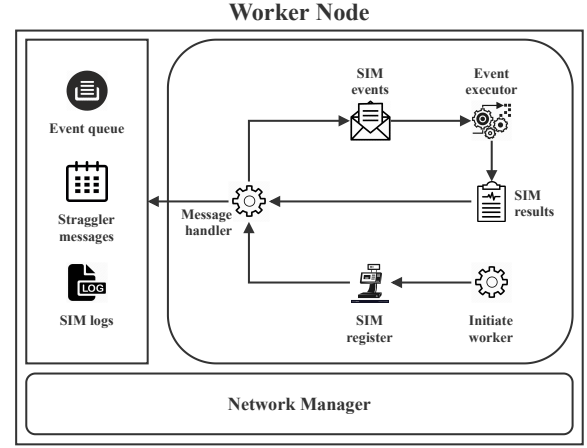 Worker Node
Event queue
Straggler
messages
LOG
SIM logs
SIM
events
Event
executor
Message
handler
SIM
results
SIM
register
Initiate
worker
Network Manager